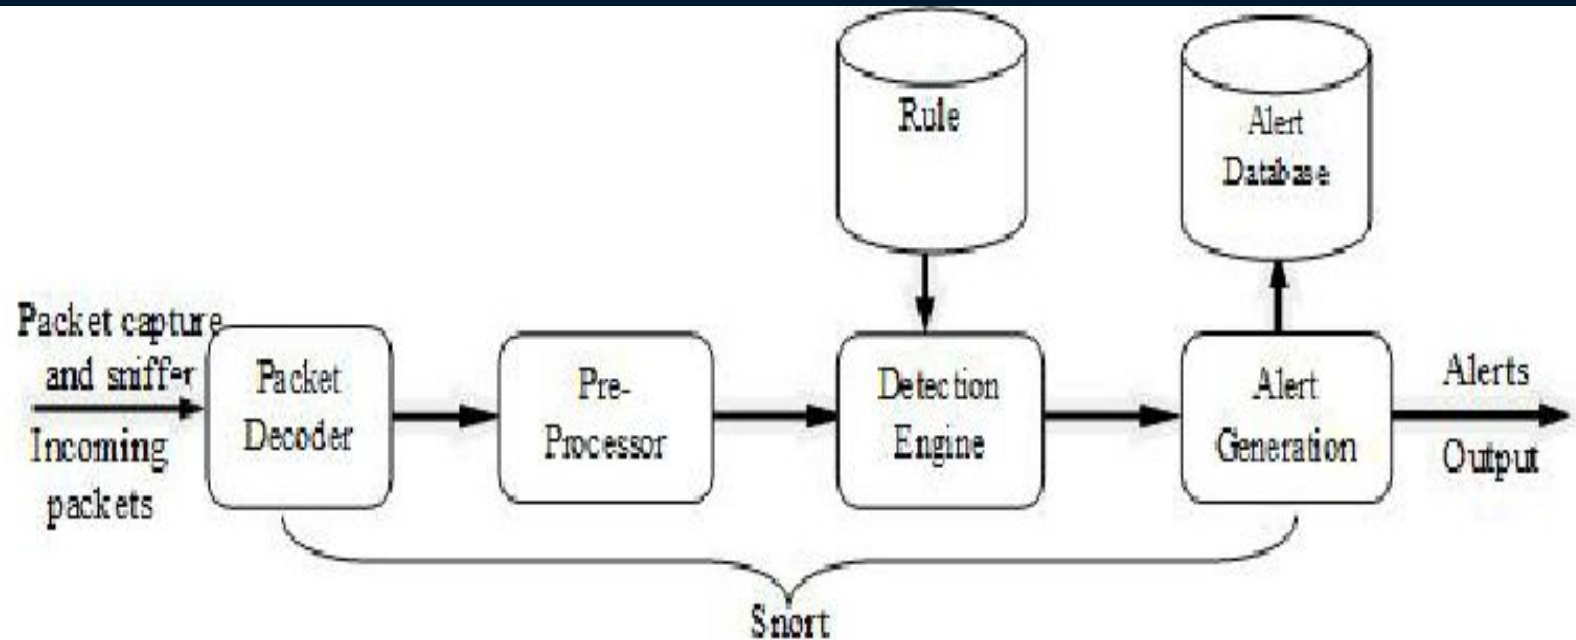 Rule
Alert
Database
Packet capture
and sniffer
Incoming
packets
Packet
Decoder
Pre-
Processor
Detection
Engine
Alert
Generation
Alerts
Output
Snort